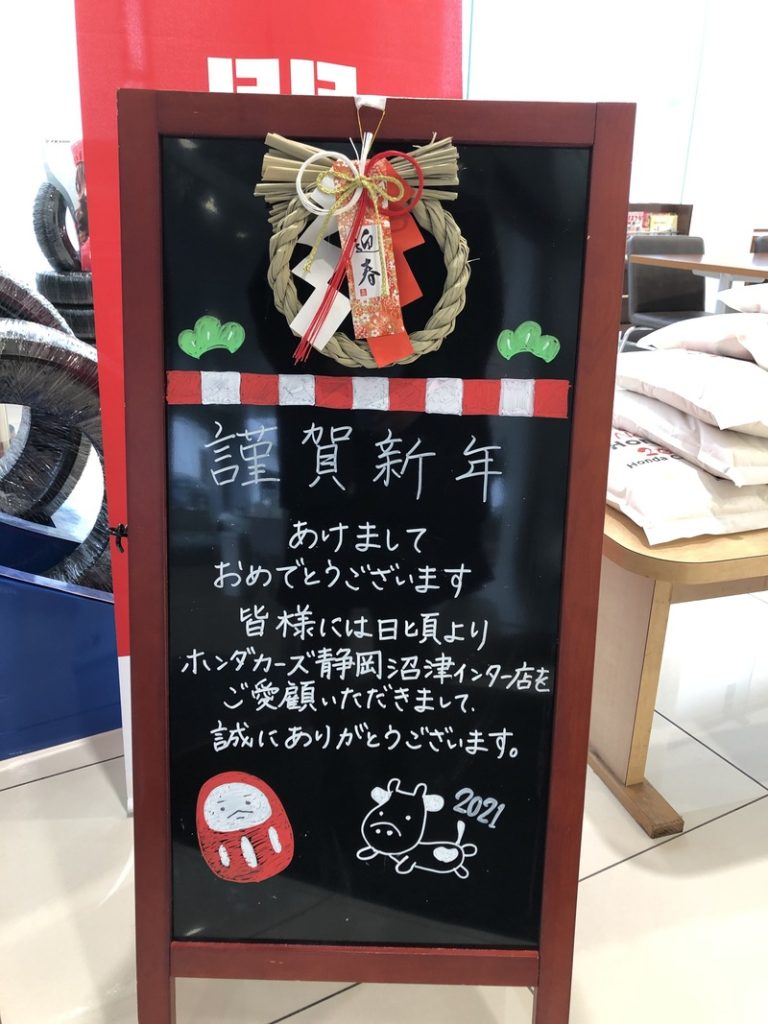 迎春
謹賀新年
あけまして
おめでとうございます
皆様には日頃より
ホンダカーズ静岡沼津インター店を
ご愛顧いただきまして、
誠にありがとうございます。
2021
Honda